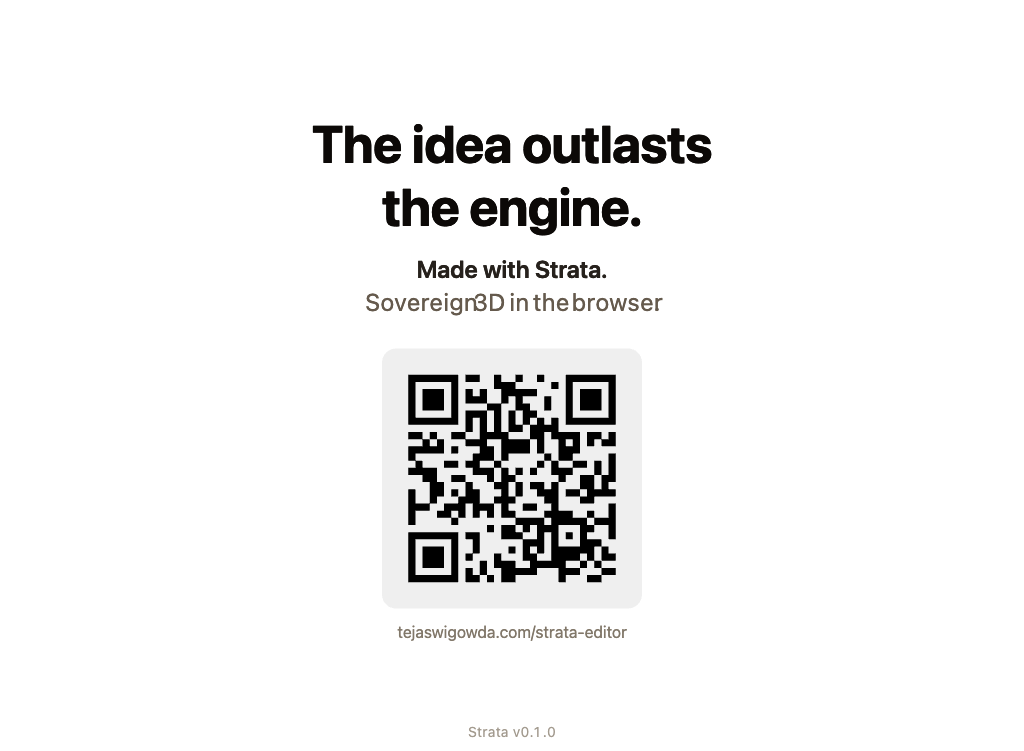 The idea outlasts
the engine.
Made with Strata.
Sovereign 3D in the browser
tejaswigowda.com/strata-editor
Strata v0.1.0